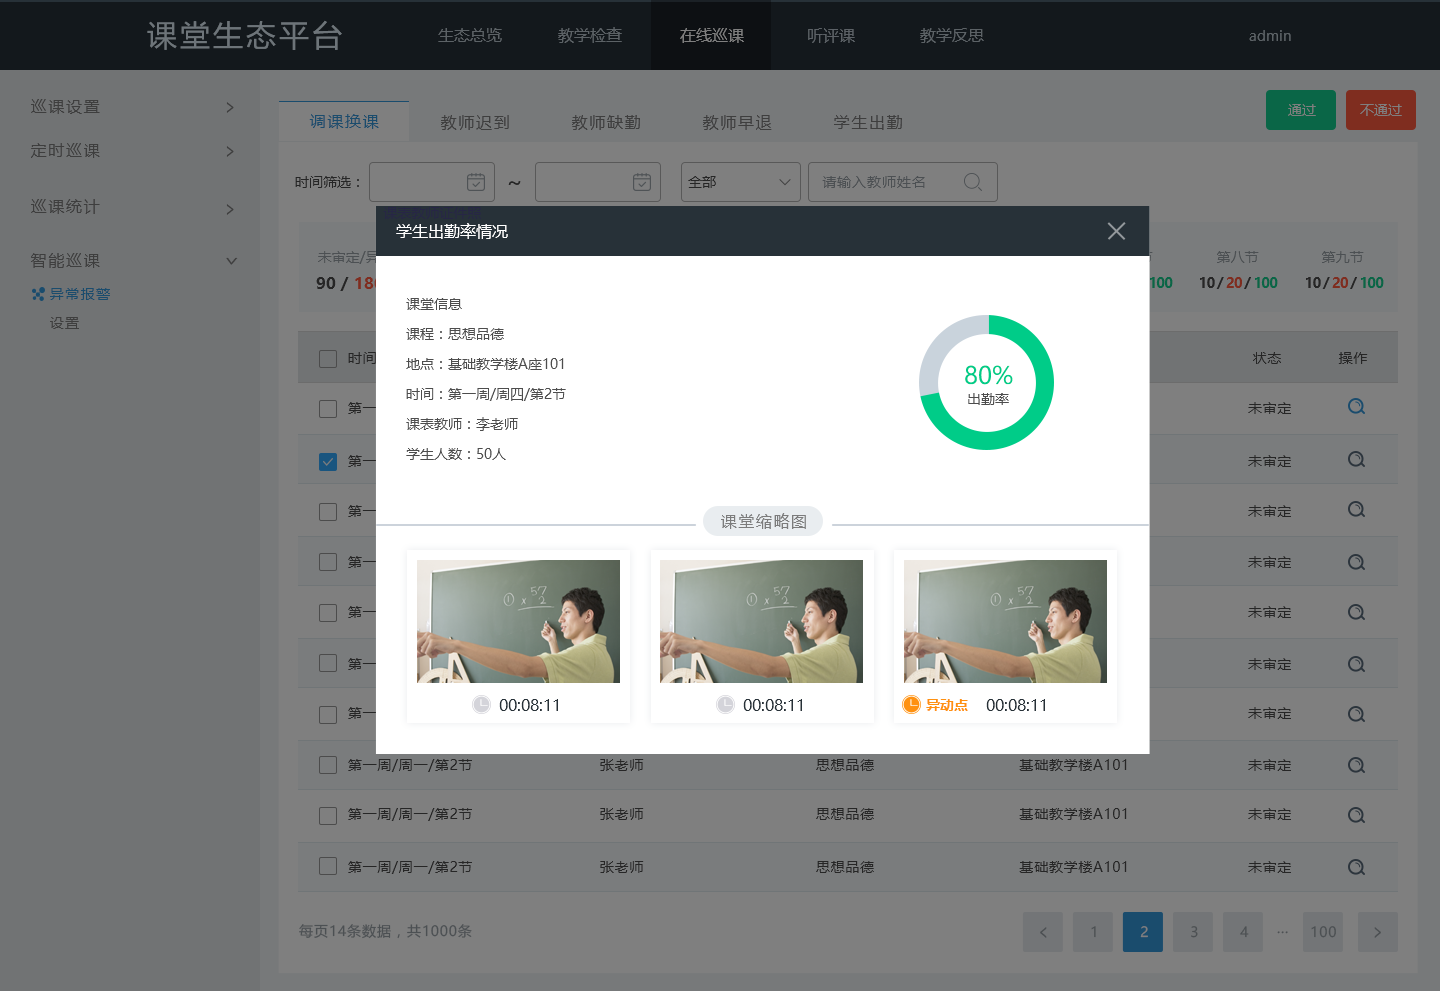 课堂生态平台
生态总览
教学检查
在线巡课
听评课
教学反思
admin
巡课设置
定时巡课
巡课统计
智能巡课
异常报警
设置
调课换课
教师迟到
教师缺勤
教师早退
学生出勤
通过
不通过
时间筛选：
~
全部
请输入教师姓名
未审定/异
90 / 180
100
第八节
10 / 20 / 100
第九节
10 / 20 / 100
时间
状态
操作
第一
未审定
第一
未审定
第一
未审定
第一
未审定
第一
未审定
第一
未审定
第一
未审定
第一周/周一/第2节 张老师 思想品德 基础教学楼A101 未审定
第一周/周一/第2节 张老师 思想品德 基础教学楼A101 未审定
第一周/周一/第2节 张老师 思想品德 基础教学楼A101 未审定
每页14条数据，共1000条
< 1 2 3 4 ··· 100 >
学生出勤率情况
课堂信息
课程：思想品德
地点：基础教学楼A座101
时间：第一周/周四/第2节
课表教师：李老师
学生人数：50人
80%
出勤率
课堂缩略图
① x 57
2
① x 57
2
① x 57
2
00:08:11
00:08:11
异动点 00:08:11